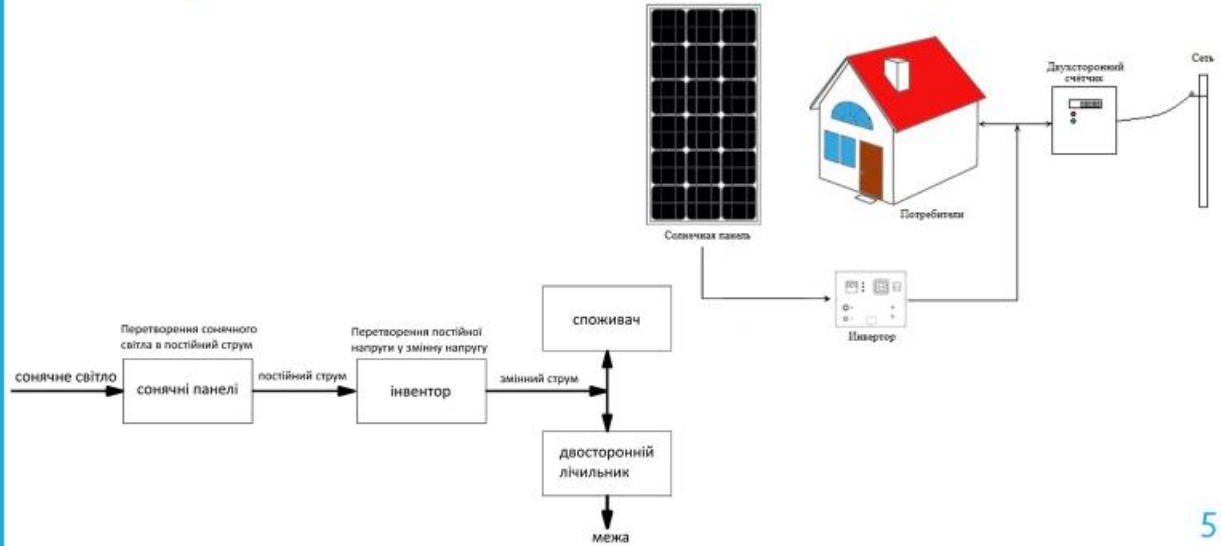 Двухсторонний
счётчик
Сеть
Потребители
Солнечная панель
Инвертор
Перетворення сонячного
світла в постійний струм
Перетворення постійної
напруги у змінну напругу
споживач
сонячне світло
сонячні панелі
постійний струм
інвентор
змінний струм
двосторонній
лічильник
межа
5